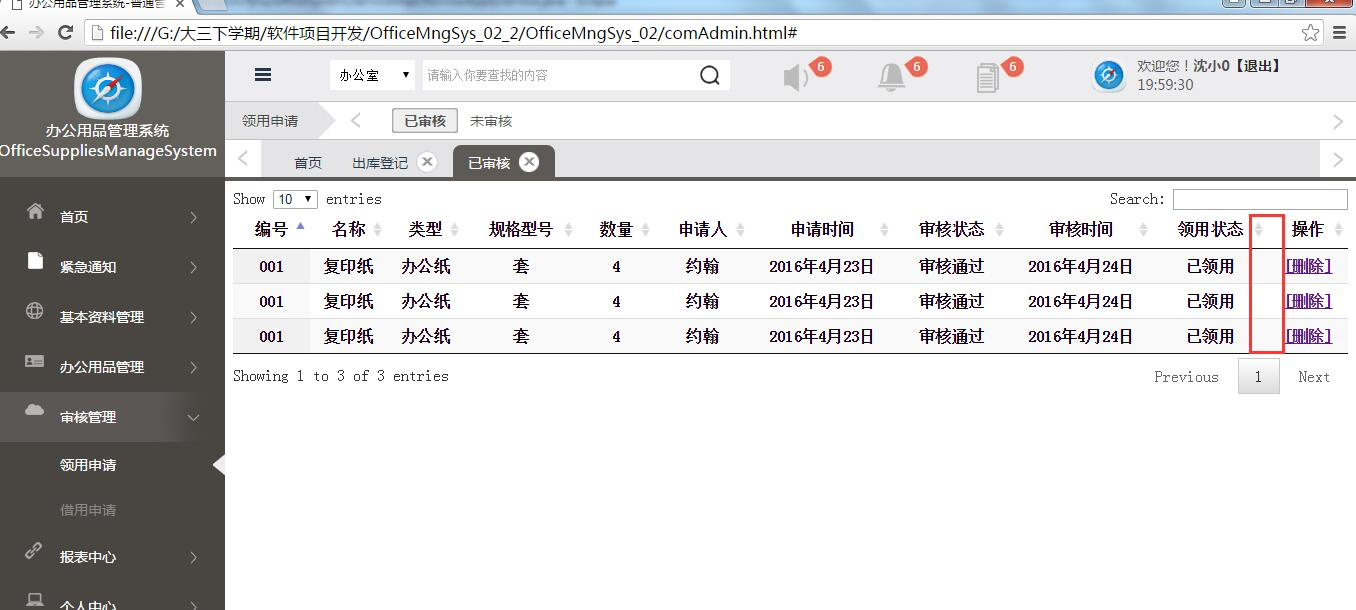 办公用品管理系统-普通管
file:///G:/大三下学期/软件项目开发/OfficeMngSys_02_2/OfficeMngSys_02/comAdmin.html#
办公用品管理系统
OfficeSuppliesManageSystem
办公室 请输入你要查找的内容 6 6 6 欢迎您！沈小0【退出】
19:59:30
领用申请 已审核 未审核
首页 出库登记 已审核
首页
紧急通知
基本资料管理
办公用品管理
审核管理
领用申请
借用申请
报表中心
个人中心
Show 10 entries Search:
编号 名称 类型 规格型号 数量 申请人 申请时间 审核状态 审核时间 领用状态 操作
001 复印纸 办公纸 套 4 约翰 2016年4月23日 审核通过 2016年4月24日 已领用 [删除]
001 复印纸 办公纸 套 4 约翰 2016年4月23日 审核通过 2016年4月24日 已领用 [删除]
001 复印纸 办公纸 套 4 约翰 2016年4月23日 审核通过 2016年4月24日 已领用 [删除]
Showing 1 to 3 of 3 entries Previous 1 Next